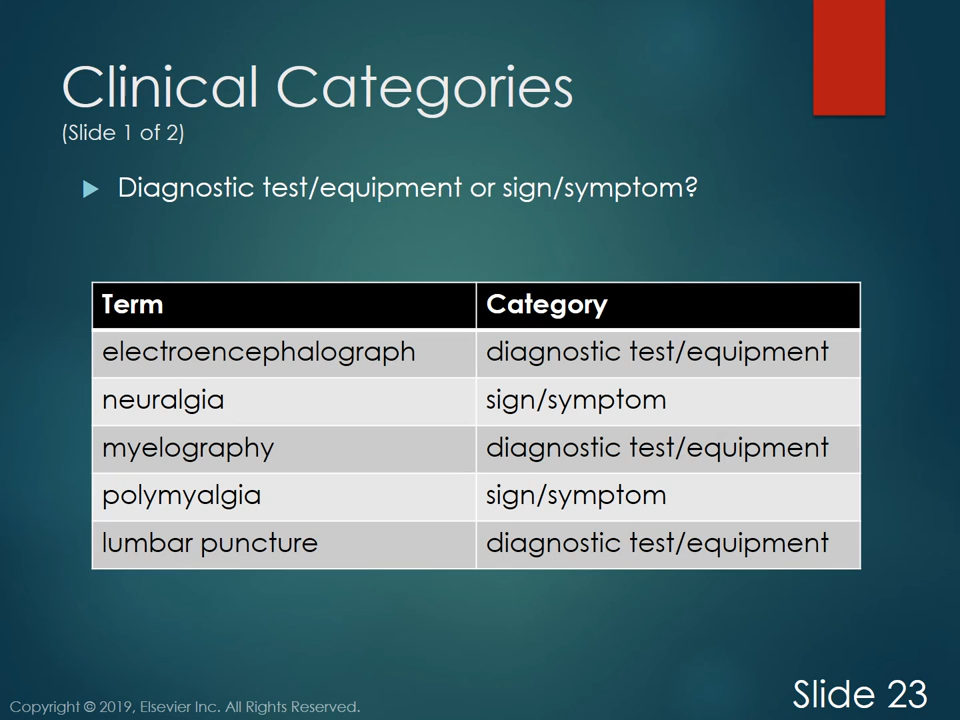 Clinical Categories
(Slide 1 of 2)
Diagnostic test/equipment or sign/symptom?
Term Category
electroencephalograph diagnostic test/equipment
neuralgia sign/symptom
myelography diagnostic test/equipment
polymyalgia sign/symptom
lumbar puncture diagnostic test/equipment
Copyright © 2019, Elsevier Inc. All Rights Reserved.
Slide 23